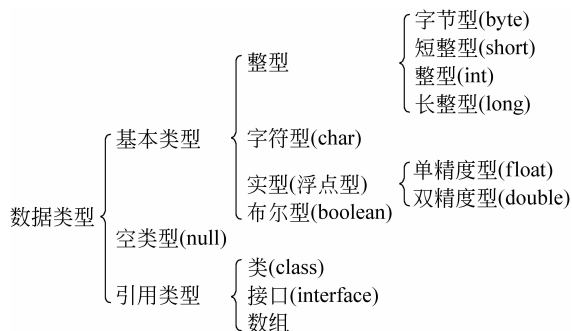 字节型(byte)
短整型(short)
整型
整型(int)
长整型(long)
基本类型
字符型(char)
实型(浮点型)
单精度型(float)
双精度型(double)
布尔型(boolean)
数据类型
空类型(null)
类(class)
引用类型
接口(interface)
数组